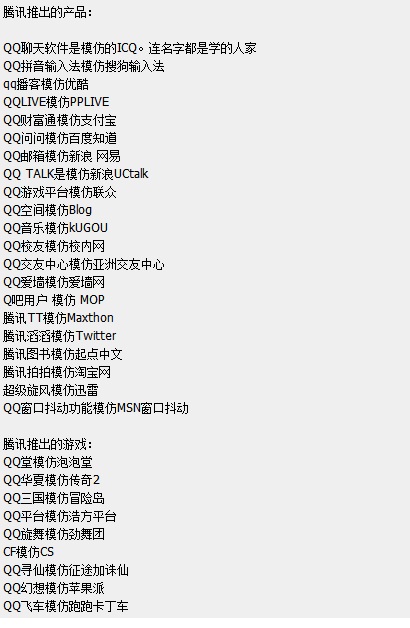 腾讯推出的产品:
QQ聊天软件是模仿的ICQ。连名字都是学的人家
QQ拼音输入法模仿搜狗输入法
qq播客模仿优酷
QQLIVE模仿PPLIVE
QQ财富通模仿支付宝
QQ问问模仿百度知道
QQ邮箱模仿新浪 网易
QQ TALK是模仿新浪UCtalk
QQ游戏平台模仿联众
QQ空间模仿Blog
QQ音乐模仿kUGOU
QQ校友模仿校内网
QQ交友中心模仿亚洲交友中心
QQ爱墙模仿爱墙网
Q吧用户 模仿 MOP
腾讯TT模仿Maxthon
腾讯滔滔模仿Twitter
腾讯图书模仿起点中文
腾讯拍拍模仿淘宝网
超级旋风模仿迅雷
QQ窗口抖动功能模仿MSN窗口抖动
腾讯推出的游戏:
QQ堂模仿泡泡堂
QQ华夏模仿传奇2
QQ三国模仿冒险岛
QQ平台模仿浩方平台
QQ旋舞模仿劲舞团
CF模仿CS
QQ寻仙模仿征途加诛仙
QQ幻想模仿苹果派
QQ飞车模仿跑跑卡丁车